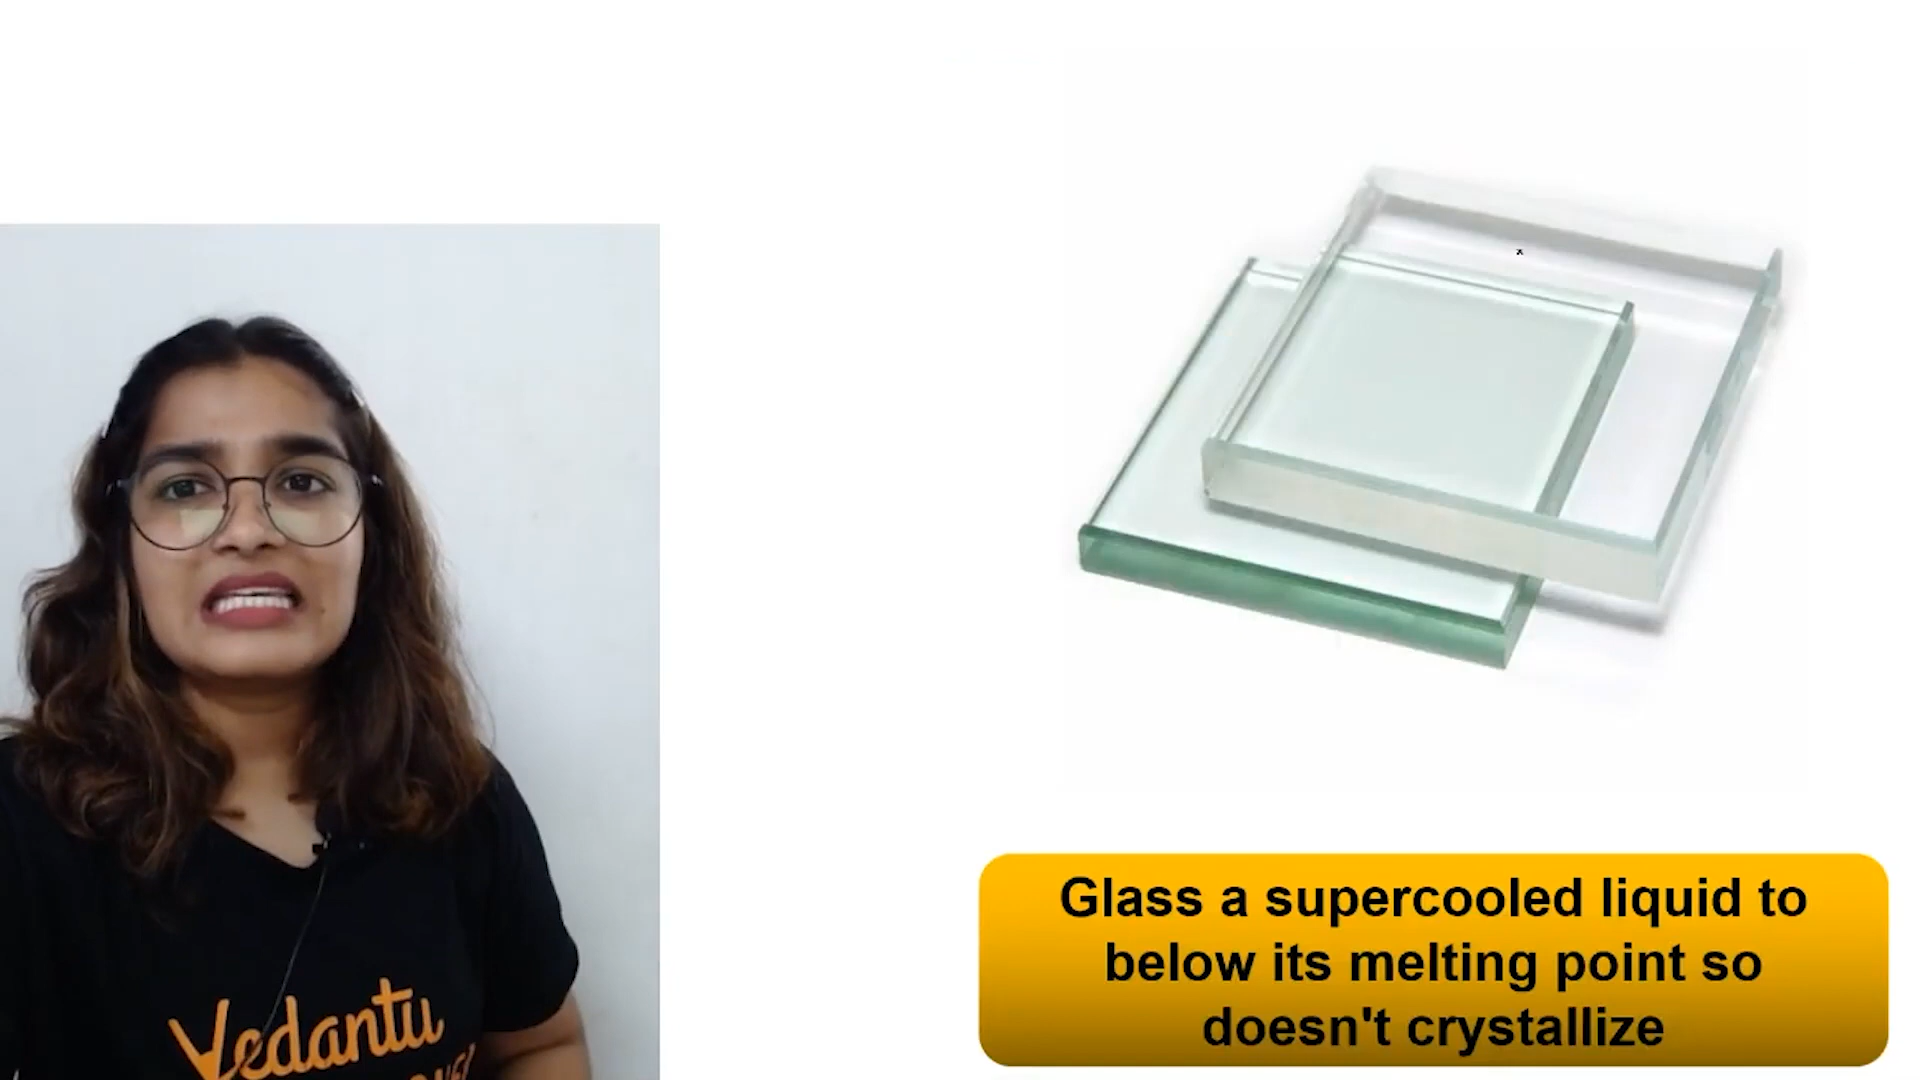 Glass a supercooled liquid to
below its melting point so
doesn't crystallize
Vedantu